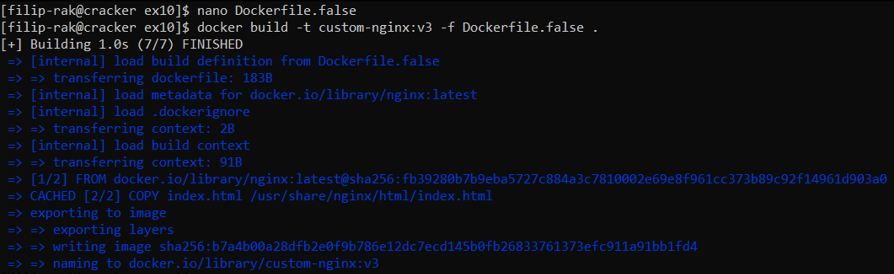 [filip-rak@cracker ex10]$ nano Dockerfile.false
[filip-rak@cracker ex10]$ docker build -t custom-nginx:v3 -f Dockerfile.false .
[+] Building 1.0s (7/7) FINISHED
=> [internal] load build definition from Dockerfile.false
=> => transferring dockerfile: 183B
=> [internal] load metadata for docker.io/library/nginx:latest
=> [internal] load .dockerignore
=> => transferring context: 2B
=> [internal] load build context
=> => transferring context: 91B
=> [1/2] FROM docker.io/library/nginx:latest@sha256:fb39280b7b9eba5727c884a3c7810002e69e8f961cc373b89c92f14961d903a0
=> CACHED [2/2] COPY index.html /usr/share/nginx/html/index.html
=> exporting to image
=> => exporting layers
=> => writing image sha256:b7a4b00a28dfb2e0f9b786e12dc7ecd145b0fb26833761373efc911a91bb1fd4
=> => naming to docker.io/library/custom-nginx:v3